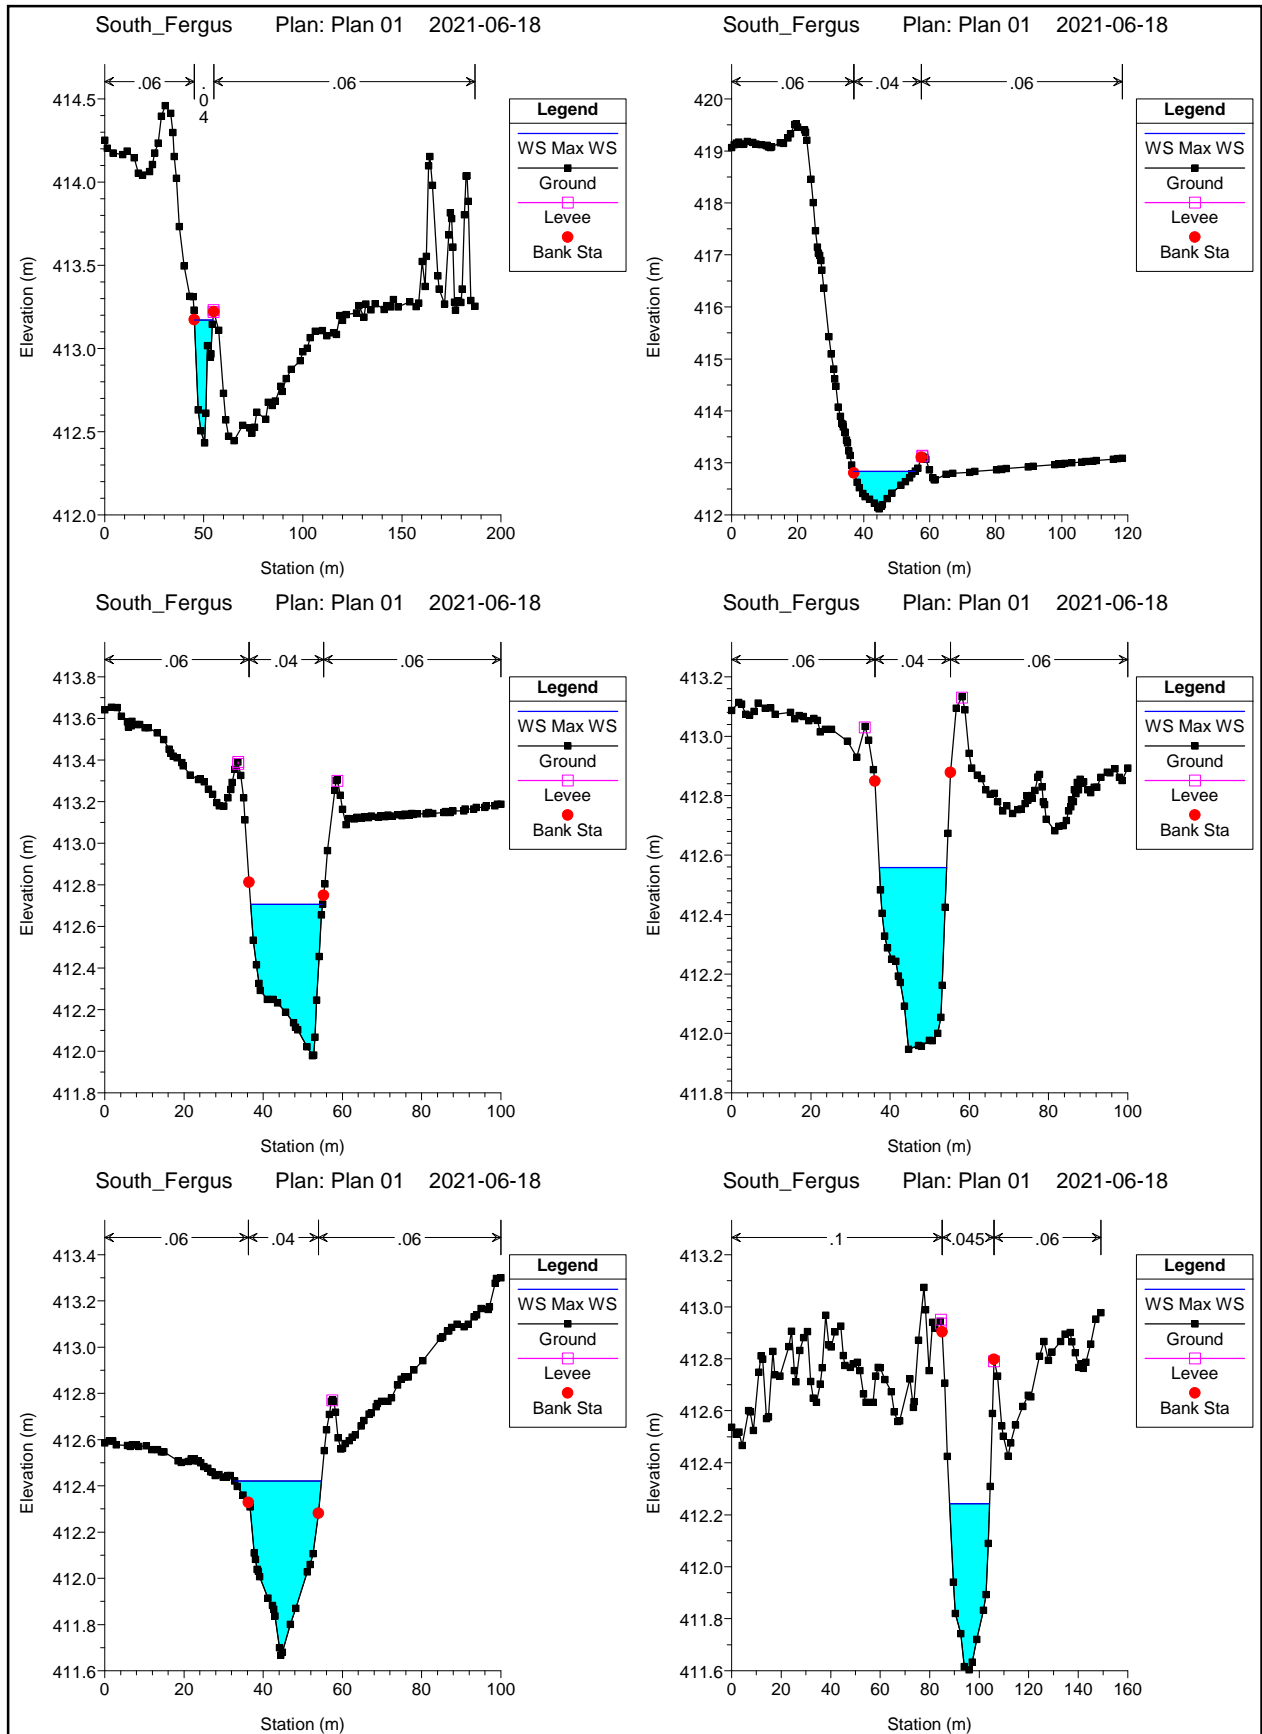 South_Fergus Plan: Plan 01 2021-06-18
.06 .04 .06
Elevation (m)
414.5
414.0
413.5
413.0
412.5
412.0
0 50 100 150 200
Station (m)
Legend
WS Max WS
Ground
Levee
Bank Sta
South_Fergus Plan: Plan 01 2021-06-18
.06 .04 .06
Elevation (m)
420
419
418
417
416
415
414
413
412
0 20 40 60 80 100 120
Station (m)
Legend
WS Max WS
Ground
Levee
Bank Sta
South_Fergus Plan: Plan 01 2021-06-18
.06 .04 .06
Elevation (m)
413.8
413.6
413.4
413.2
413.0
412.8
412.6
412.4
412.2
412.0
411.8
0 20 40 60 80 100
Station (m)
Legend
WS Max WS
Ground
Levee
Bank Sta
South_Fergus Plan: Plan 01 2021-06-18
.06 .04 .06
Elevation (m)
413.2
413.0
412.8
412.6
412.4
412.2
412.0
411.8
0 20 40 60 80 100
Station (m)
Legend
WS Max WS
Ground
Levee
Bank Sta
South_Fergus Plan: Plan 01 2021-06-18
.06 .04 .06
Elevation (m)
413.4
413.2
413.0
412.8
412.6
412.4
412.2
412.0
411.8
411.6
0 20 40 60 80 100
Station (m)
Legend
WS Max WS
Ground
Levee
Bank Sta
South_Fergus Plan: Plan 01 2021-06-18
.1 .045 .06
Elevation (m)
413.2
413.0
412.8
412.6
412.4
412.2
412.0
411.8
411.6
0 20 40 60 80 100 120 140 160
Station (m)
Legend
WS Max WS
Ground
Levee
Bank Sta